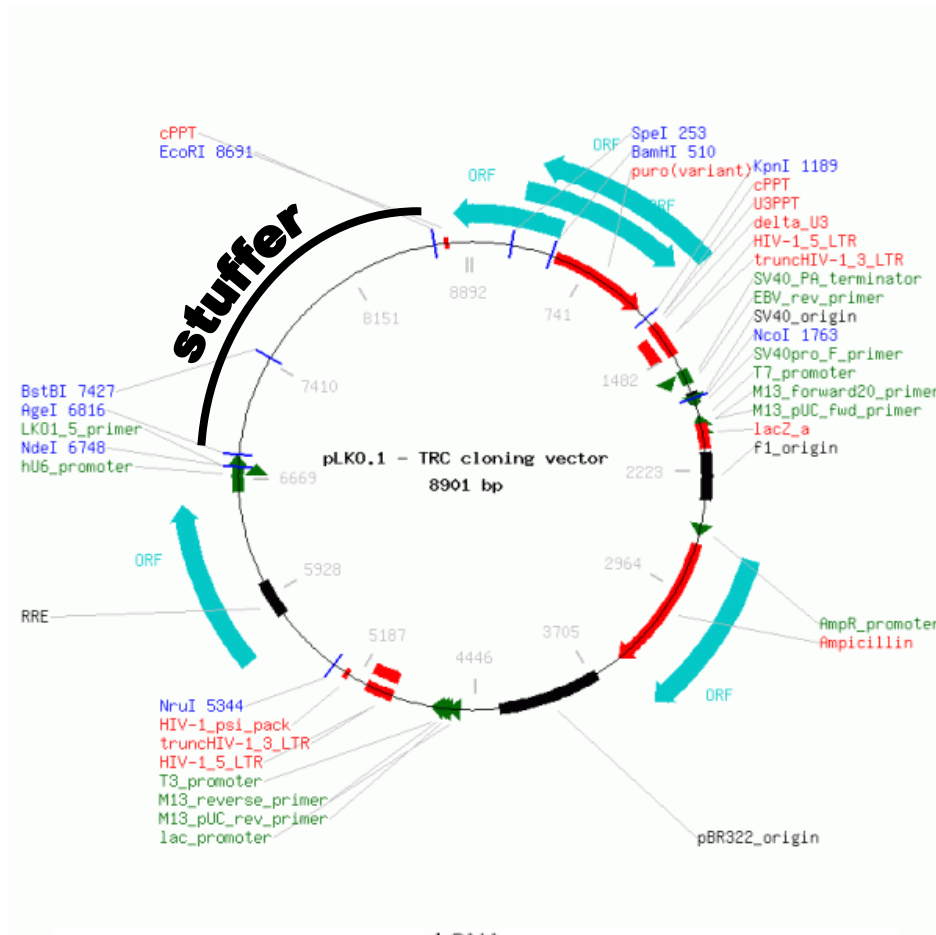 cPPT
EcoRI 8691
stuffer
ORF
ORF
ORF
SpeI 253
BamHI 510
puro(variant)
KpnI 1189
cPPT
U3PPT
delta_U3
HIV-1_5_LTR
truncHIV-1_3_LTR
SV40_PA_terminator
EBV_rev_primer
SV40_origin
NcoI 1763
SV40pro_F_primer
T7_promoter
M13_forward20_primer
M13_pUC_fwd_primer
lacZ_a
f1_origin
8892
741
8151
1482
7410
BstBI 7427
AgeI 6816
LKO1_5_primer
NdeI 6748
hU6_promoter
pLKO.1 - TRC cloning vector
8901 bp
6669
2223
ORF
5928
2964
RRE
5187
4446
3705
AmpR_promoter
Ampicillin
ORF
NruI 5344
HIV-1_psi_pack
truncHIV-1_3_LTR
HIV-1_5_LTR
T3_promoter
M13_reverse_primer
M13_pUC_rev_primer
lac_promoter
pBR322_origin